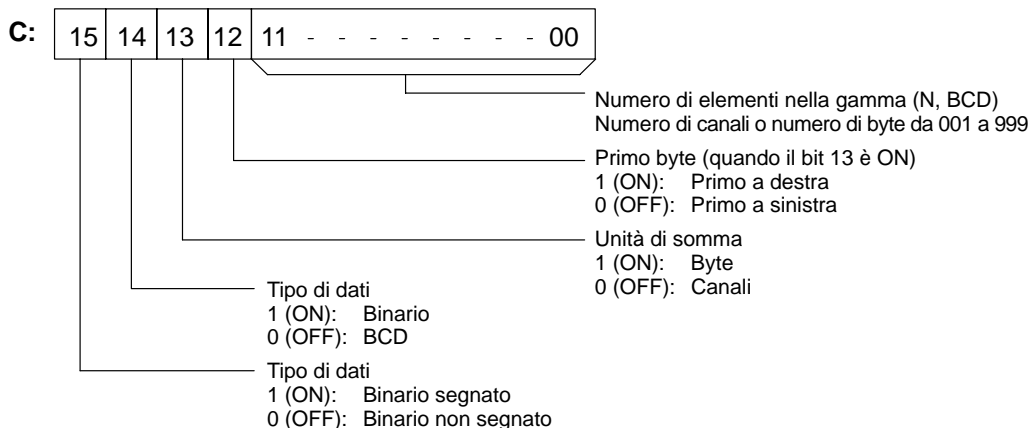 C: 15 14 13 12 11 - - - - - - - - 00
Numero di elementi nella gamma (N, BCD)
Numero di canali o numero di byte da 001 a 999
Primo byte (quando il bit 13 è ON)
1 (ON): Primo a destra
0 (OFF): Primo a sinistra
Unità di somma
1 (ON): Byte
0 (OFF): Canali
Tipo di dati
1 (ON): Binario
0 (OFF): BCD
Tipo di dati
1 (ON): Binario segnato
0 (OFF): Binario non segnato